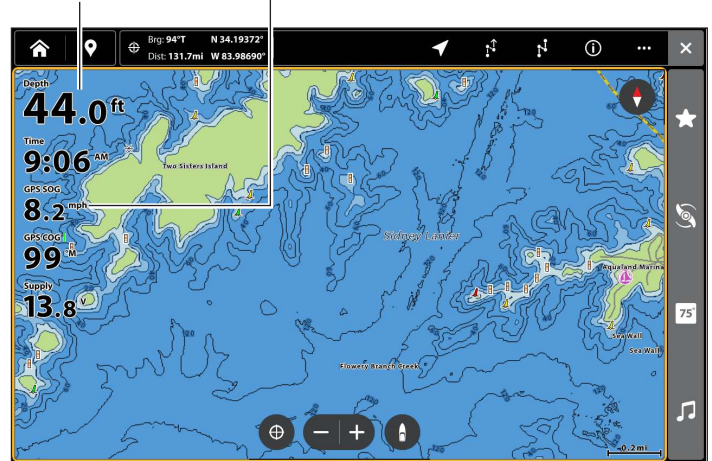 Brg: 94°T N 34.19372°
Dist: 131.7mi W 83.98690°
Depth
44.0 ft
Time
9:06 AM
GPS SOG
8.2 mph
GPS COG
99 °M
Supply
13.8 V
Two Sisters Island
Sidney Lanier
Aqualand Marina
Sea Wall
Sea Wall
Flowery Branch Creek
75°
0.2mi